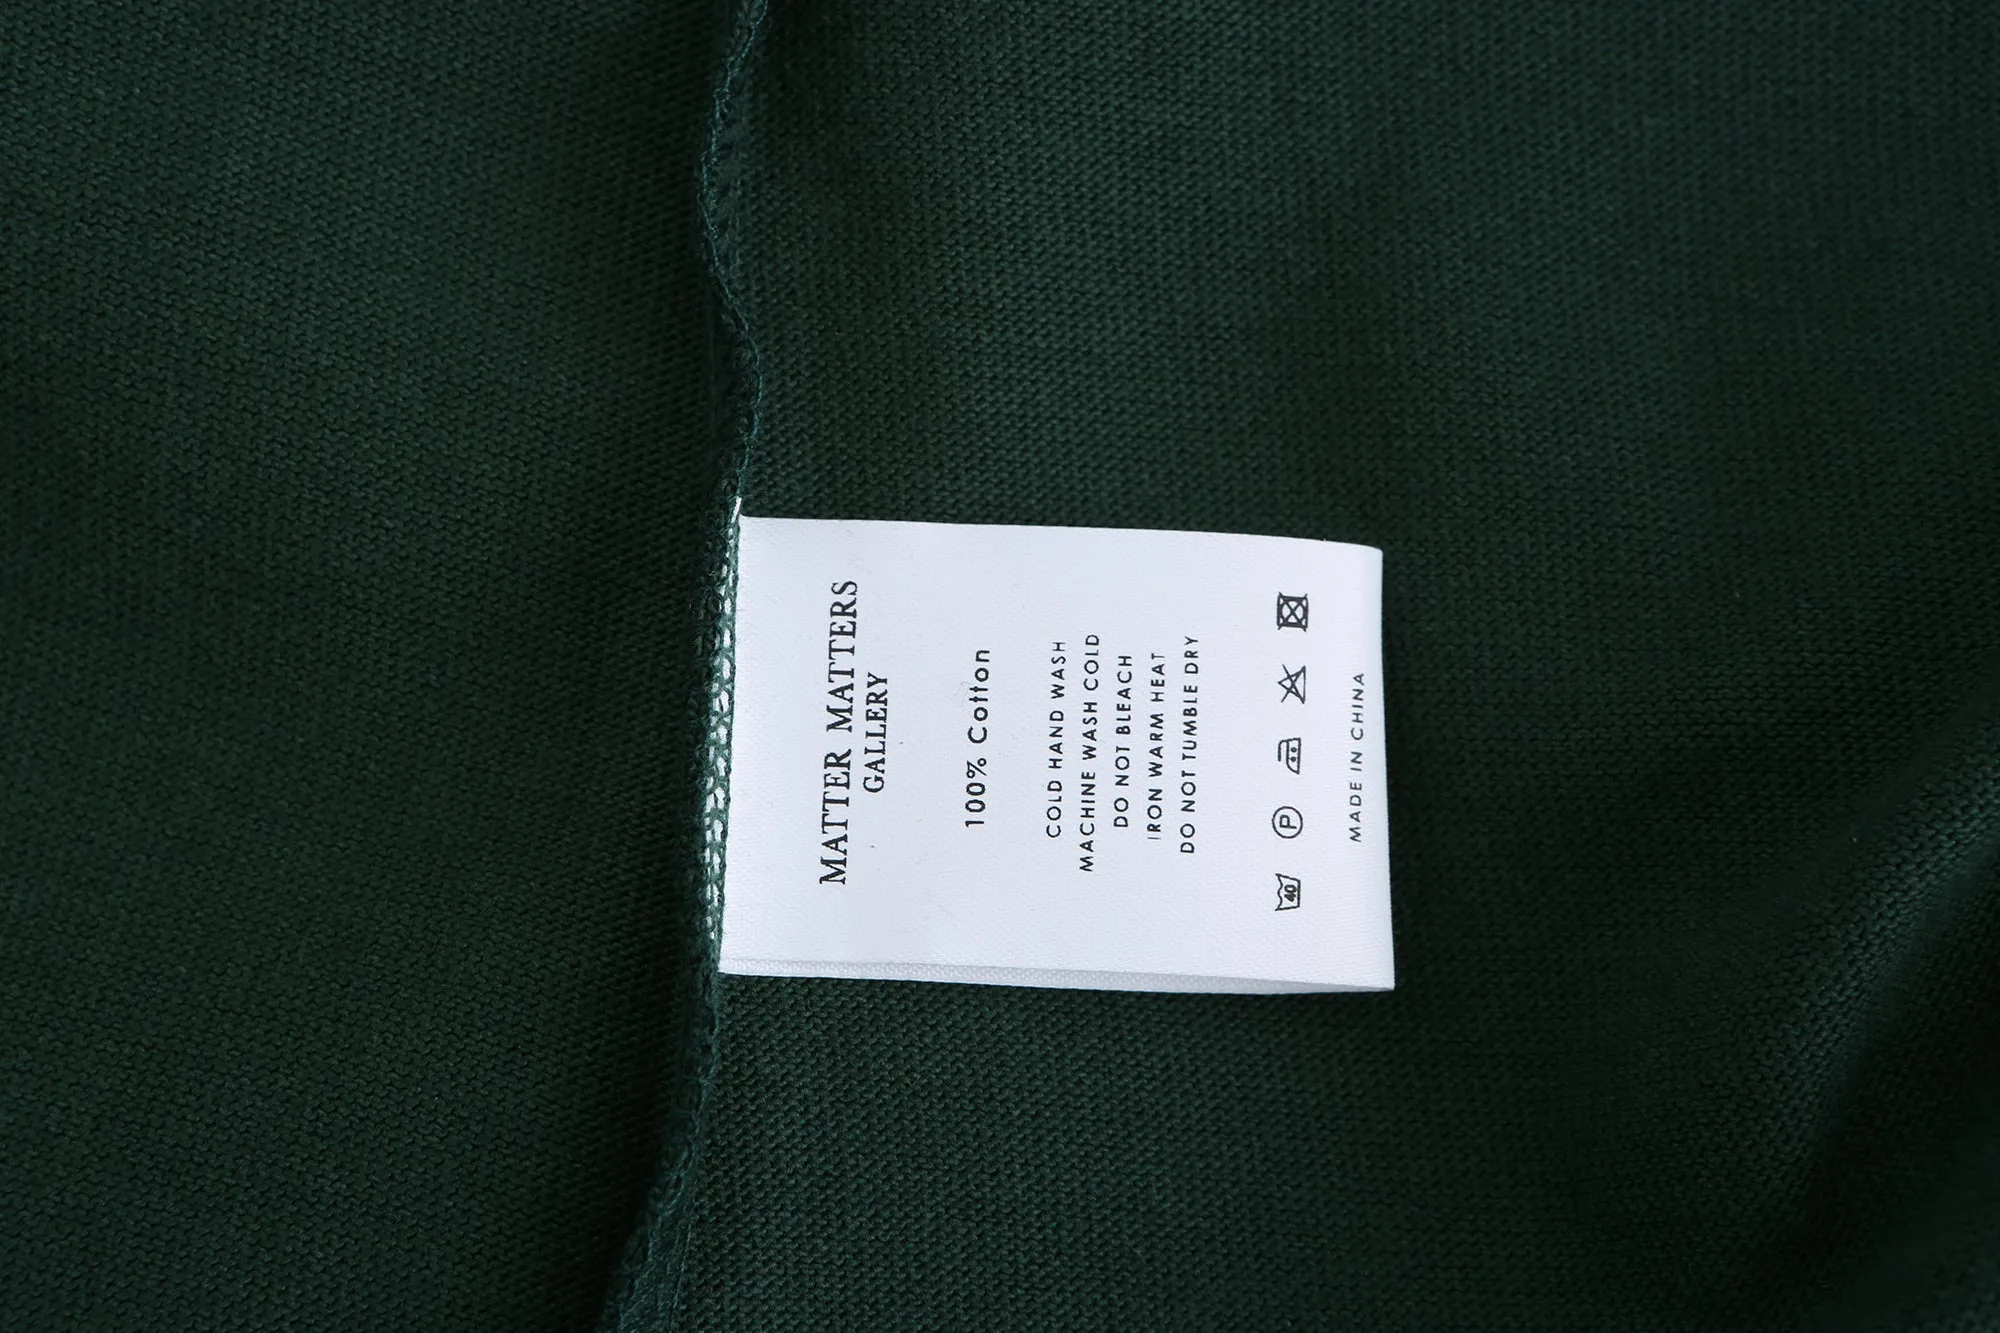 MATTER MATTERS
GALLERY
100% Cotton
COLD HAND WASH
MACHINE WASH COLD
DO NOT BLEACH
IRON WARM HEAT
DO NOT TUMBLE DRY
40 P
MADE IN CHINA